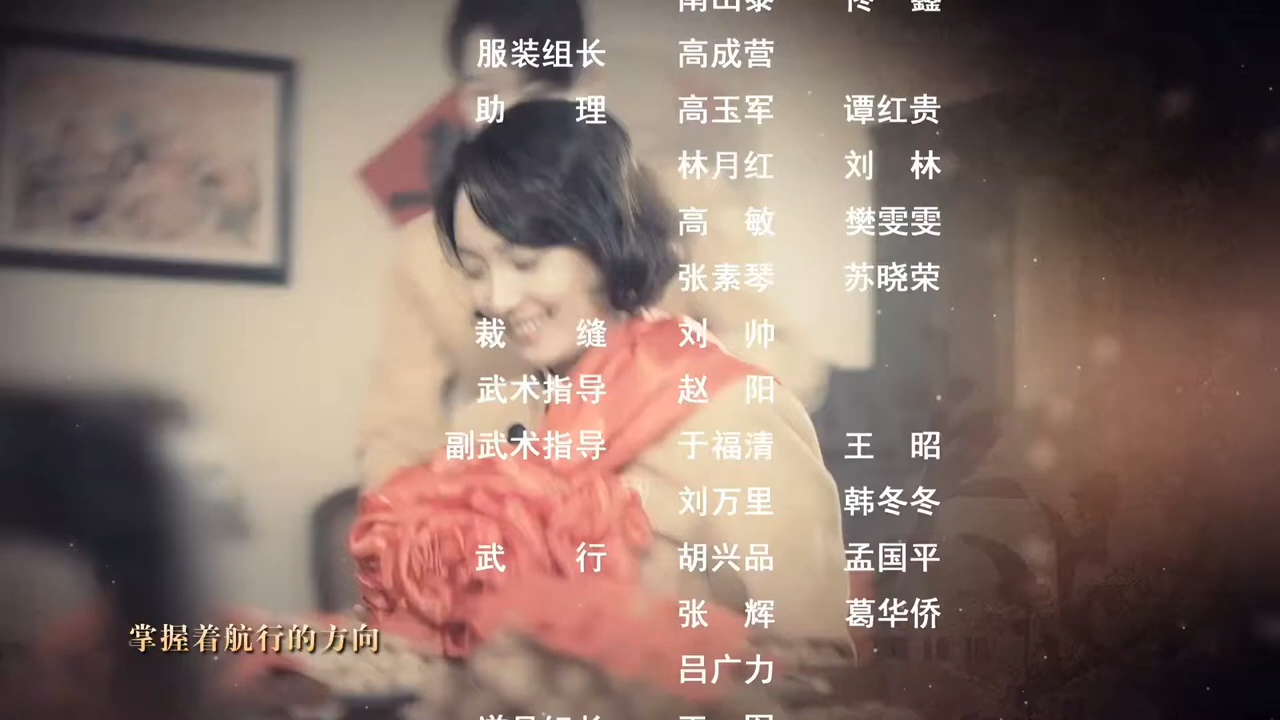 服装组长 高成营
助 理 高玉军 谭红贵
林月红 刘 林
高 敏 樊雯雯
张素琴 苏晓荣
裁 缝 刘 帅
武术指导 赵 阳
副武术指导 于福清 王 昭
刘万里 韩冬冬
武 行 胡兴品 孟国平
张 辉 葛华侨
掌握着航行的方向
吕广力